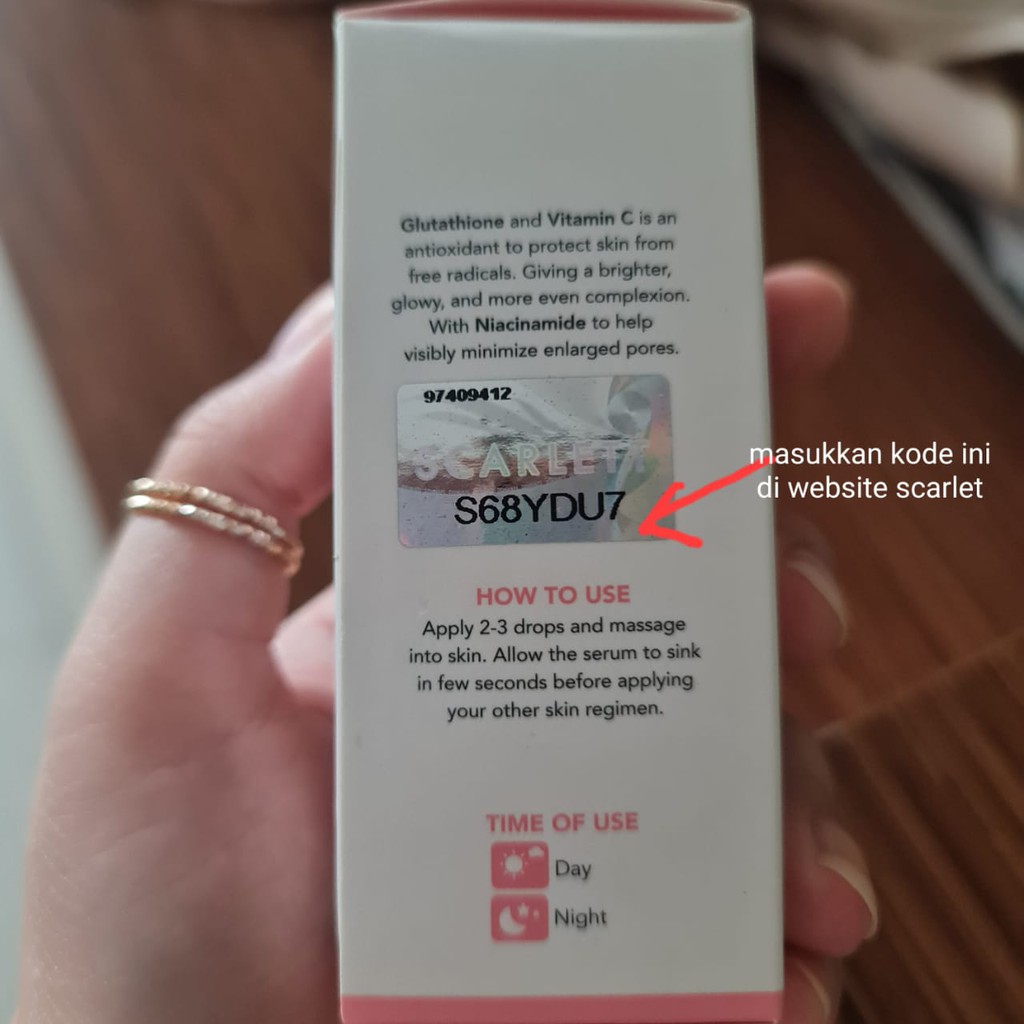 Glutathione and Vitamin C is an
antioxidant to protect skin from
free radicals. Giving a brighter,
glowy, and more even complexion.
With Niacinamide to help
visibly minimize enlarged pores.
97409412
SCARLETT
S68YDU7
masukkan kode ini
di website scarlet
HOW TO USE
Apply 2-3 drops and massage
into skin. Allow the serum to sink
in few seconds before applying
your other skin regimen.
TIME OF USE
Day
Night